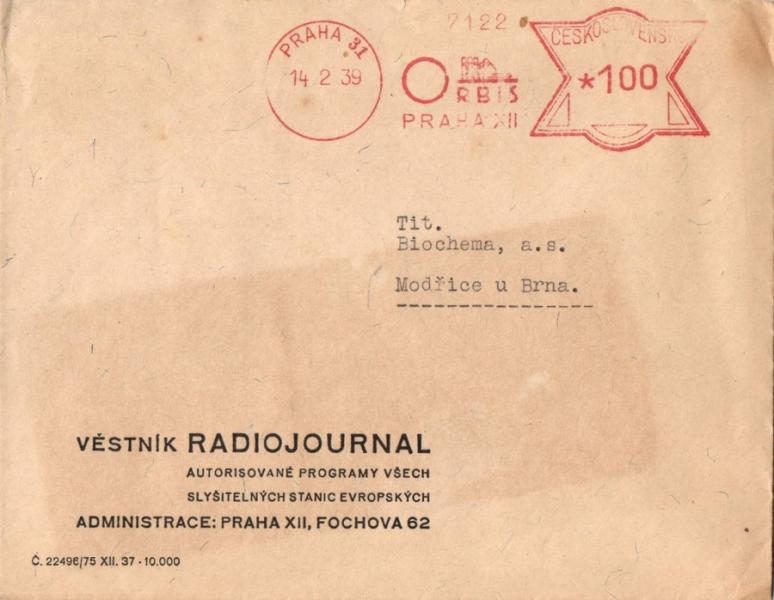 PRAHA 31
14. 2 39
7122
ORBIS
PRAHA XII
ČESKOSLOVENSKO
*100
Tit.
Biochema, a.s.
Modřice u Brna.
VĚSTNÍK RADIOJOURNAL
AUTORISOVANÉ PROGRAMY VŠECH
SLYŠITELNÝCH STANIC EVROPSKÝCH
ADMINISTRACE: PRAHA XII, FOCHOVA 62
Č. 22496/75 XII. 37 - 10.000